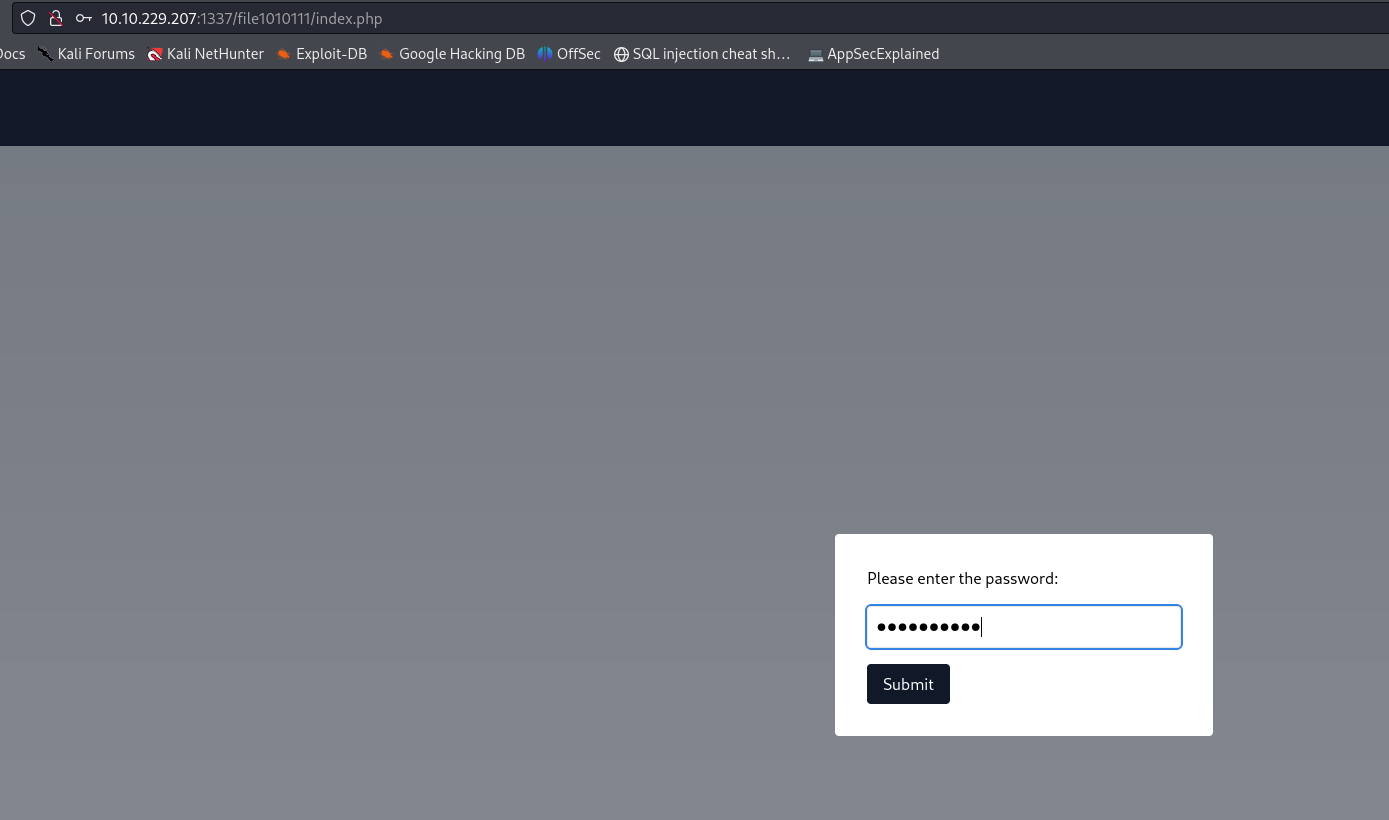 10.10.229.207:1337/file1010111/index.php
Docs Kali Forums Kali NetHunter Exploit-DB Google Hacking DB OffSec SQL injection cheat sh… AppSecExplained
Please enter the password:
••••••••••
Submit